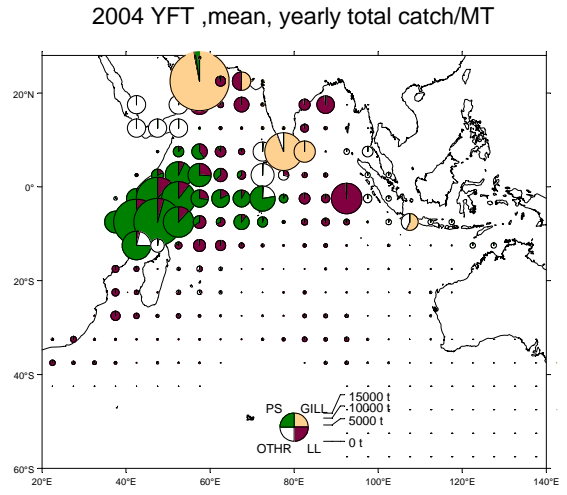 2004 YFT ,mean, yearly total catch/MT
20°N
0°
20°S
40°S
60°S
PS GILL
OTHR LL
15000 t
10000 t
5000 t
0 t
20°E 40°E 60°E 80°E 100°E 120°E 140°E